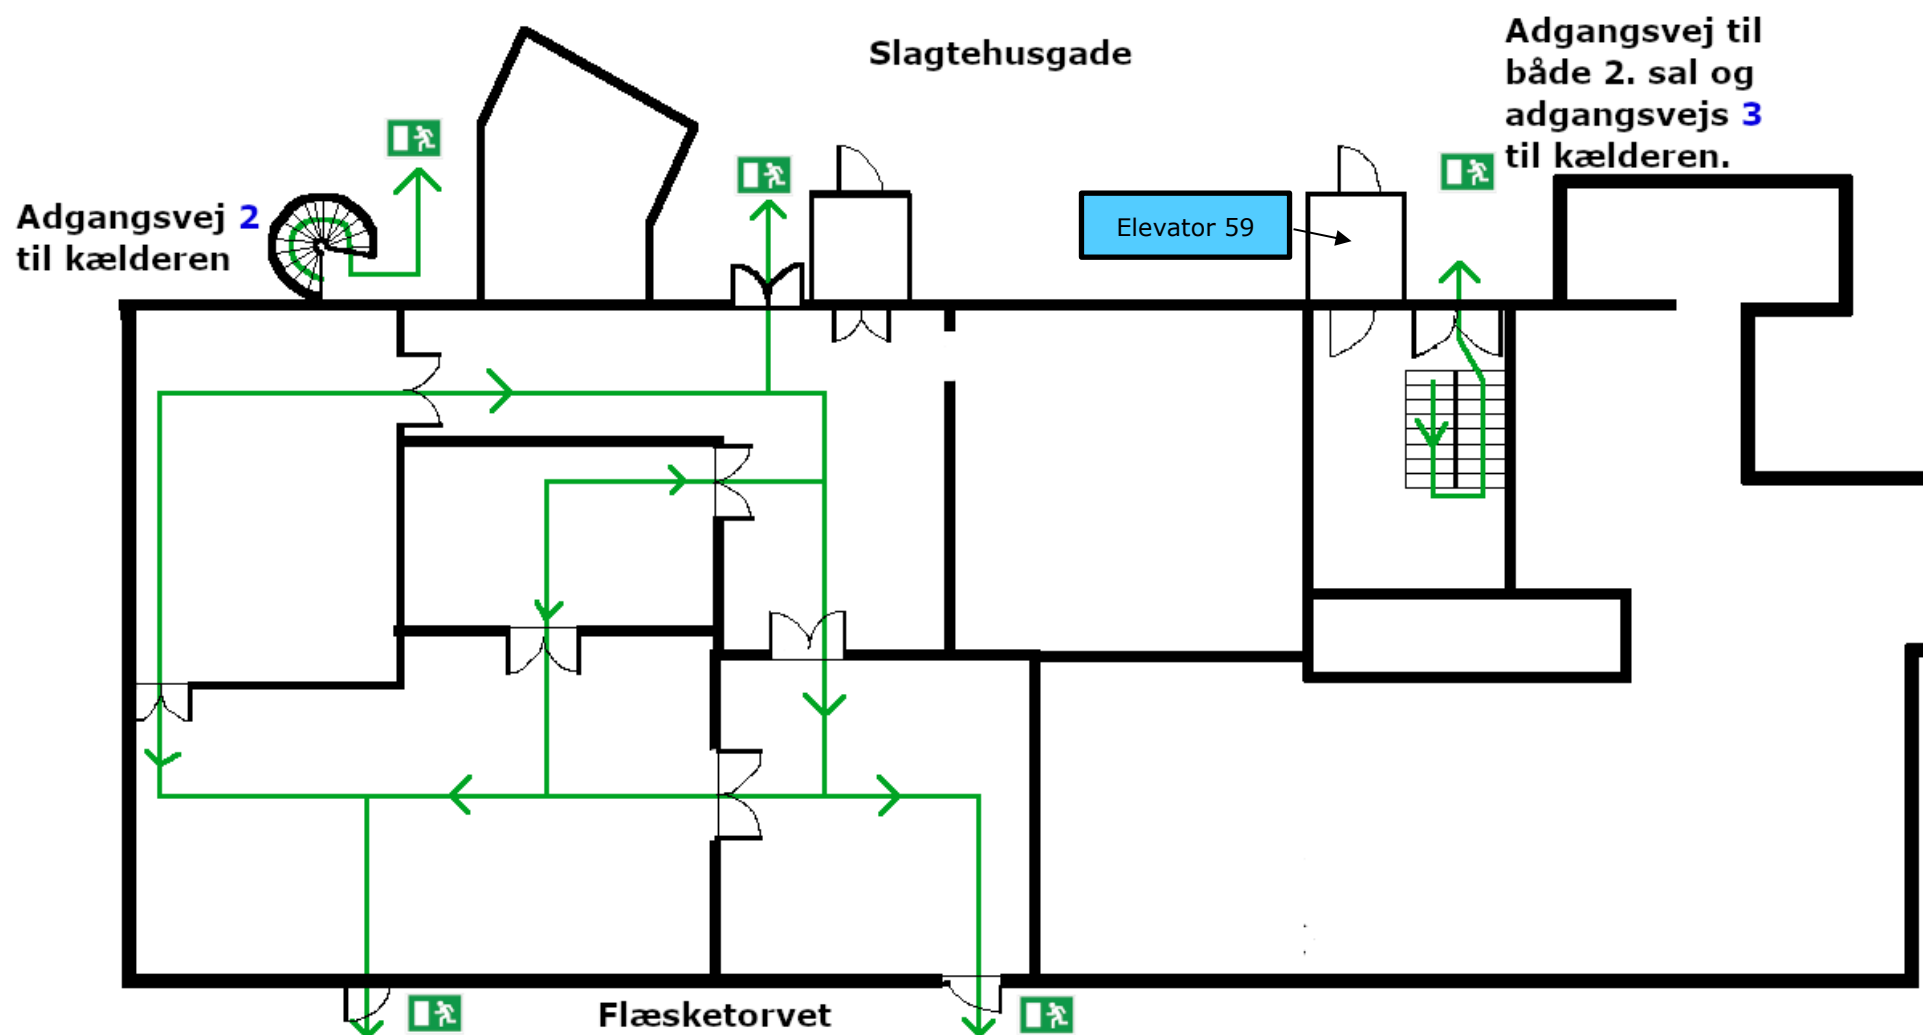 Slagtehusgade
Adgangsvej til
både 2. sal og
adgangsvejs 3
til kælderen.
Adgangsvej 2
til kælderen
Elevator 59
Flæsketorvet